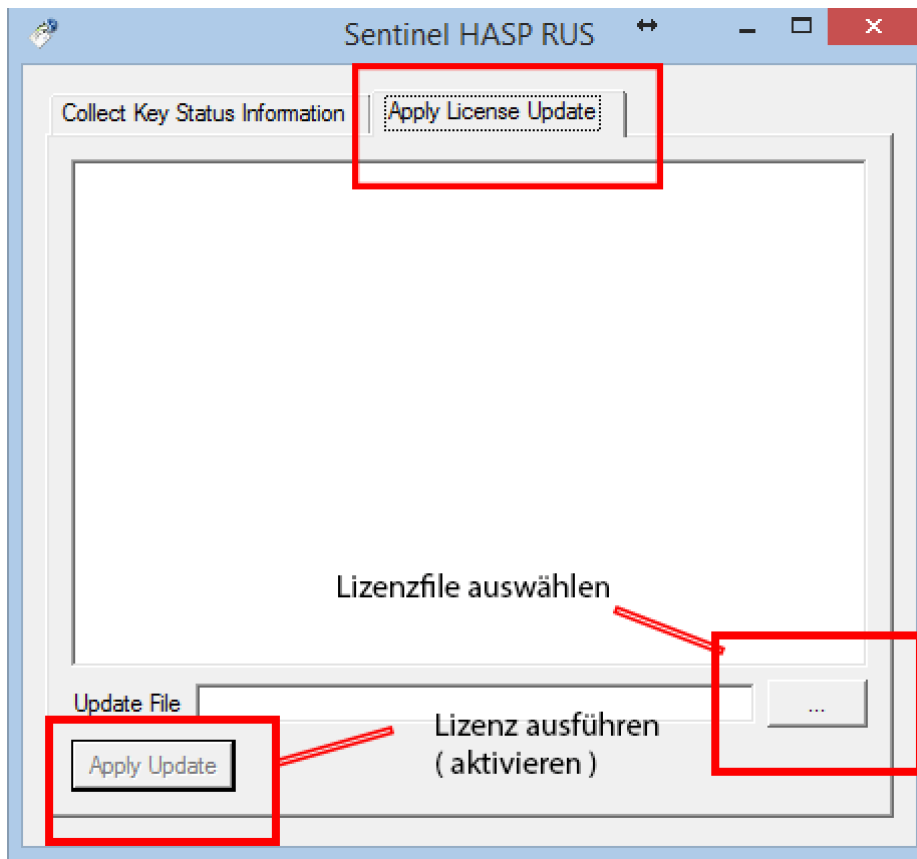 Sentinel HASP RUS
Collect Key Status Information
Apply License Update
Lizenzfile auswählen
Update File
...
Lizenz ausführen
( aktivieren )
Apply Update